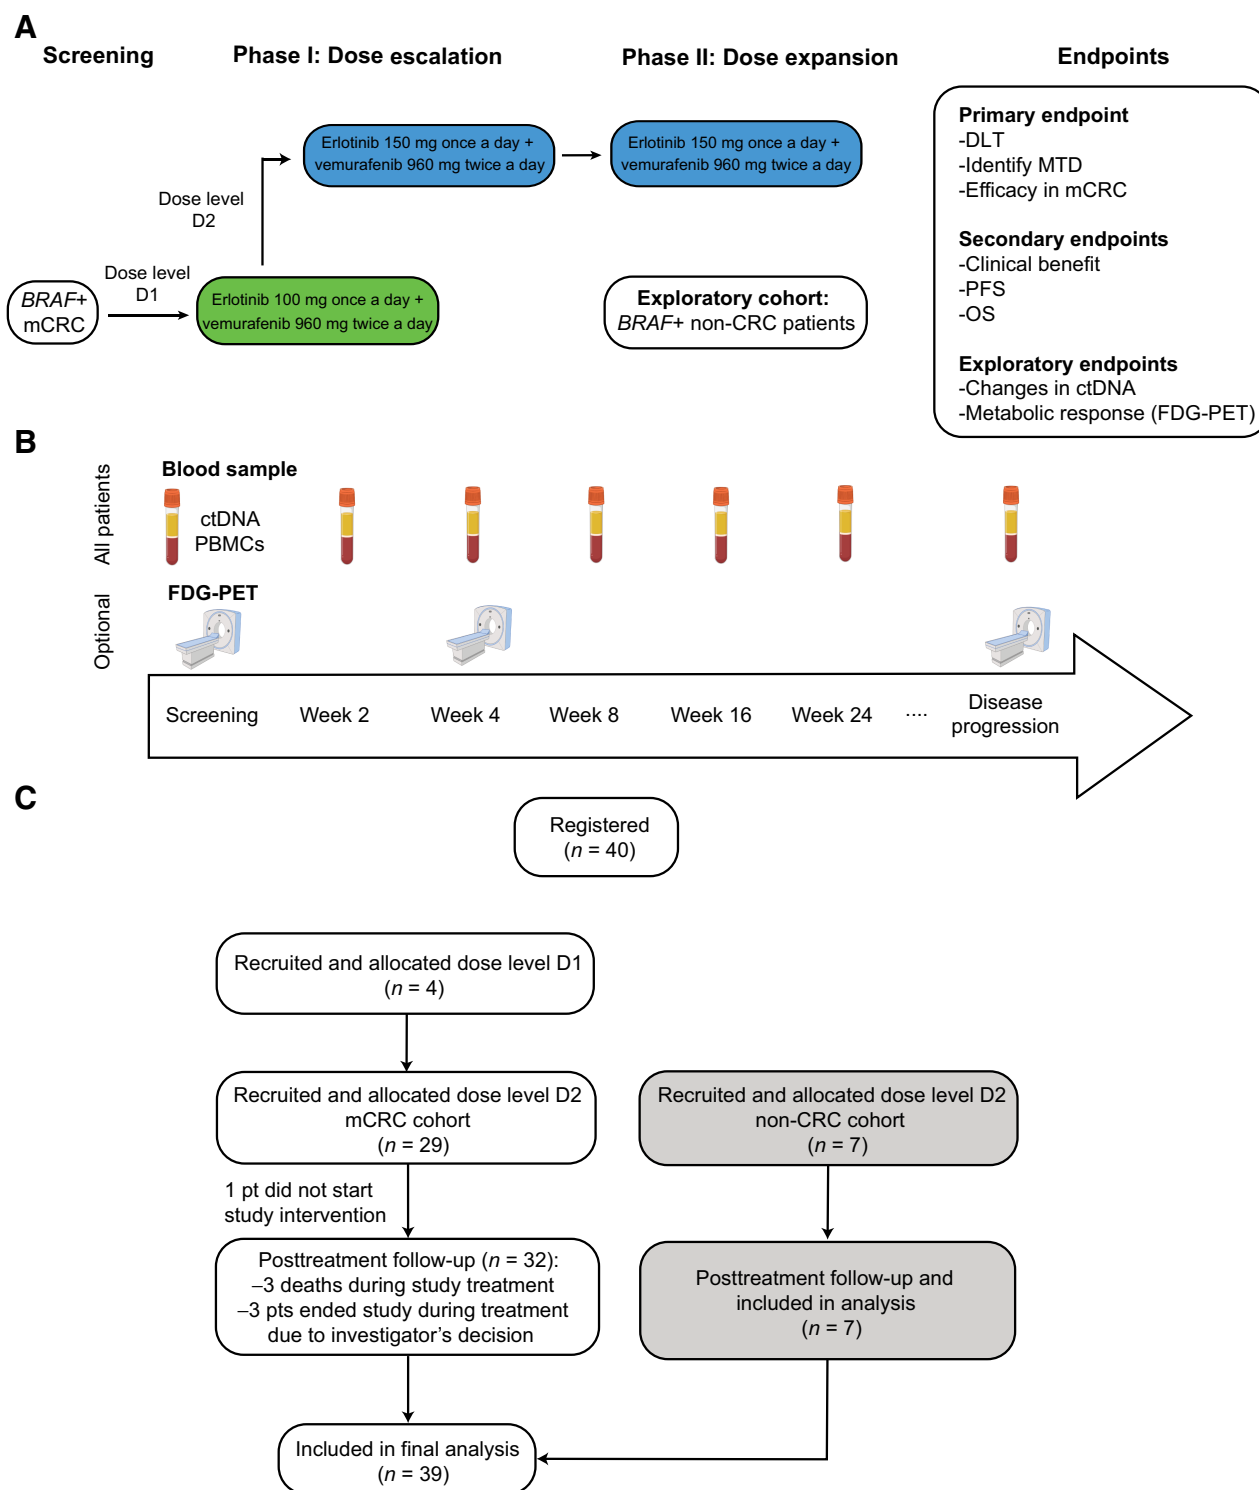 A
Screening
Phase I: Dose escalation
Phase II: Dose expansion
Endpoints
BRAF+
mCRC
Dose level
D1
Dose level
D2
Erlotinib 100 mg once a day +
vemurafenib 960 mg twice a day
Erlotinib 150 mg once a day +
vemurafenib 960 mg twice a day
Erlotinib 150 mg once a day +
vemurafenib 960 mg twice a day
Exploratory cohort:
BRAF+ non-CRC patients
Primary endpoint
-DLT
-Identify MTD
-Efficacy in mCRC
Secondary endpoints
-Clinical benefit
-PFS
-OS
Exploratory endpoints
-Changes in ctDNA
-Metabolic response (FDG-PET)
B
All patients
Blood sample
ctDNA
PBMCs
Optional
FDG-PET
Screening
Week 2
Week 4
Week 8
Week 16
Week 24
....
Disease
progression
C
Registered
(n = 40)
Recruited and allocated dose level D1
(n = 4)
Recruited and allocated dose level D2
mCRC cohort
(n = 29)
Recruited and allocated dose level D2
non-CRC cohort
(n = 7)
1 pt did not start
study intervention
Posttreatment follow-up (n = 32):
–3 deaths during study treatment
–3 pts ended study during treatment
due to investigator's decision
Posttreatment follow-up and
included in analysis
(n = 7)
Included in final analysis
(n = 39)